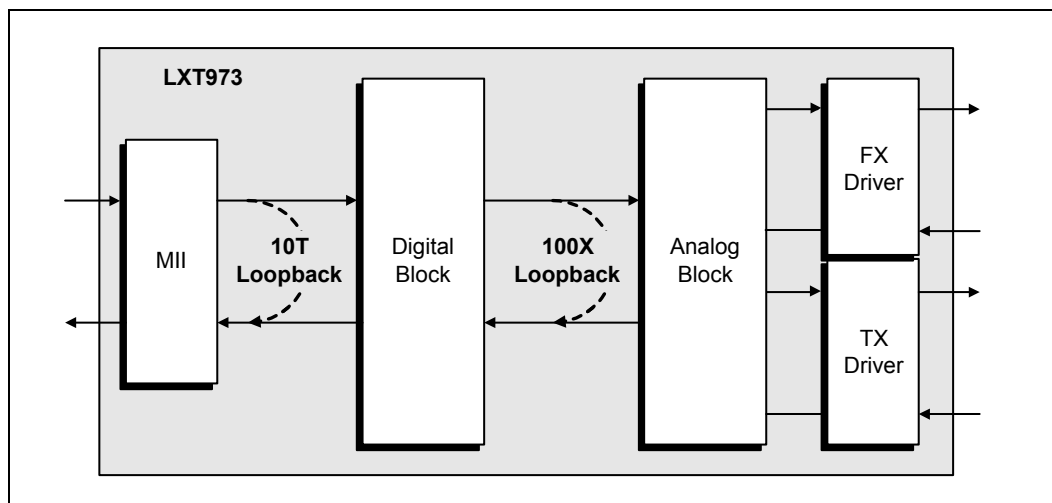 LXT973
MII
10T
Loopback
Digital
Block
100X
Loopback
Analog
Block
FX
Driver
TX
Driver